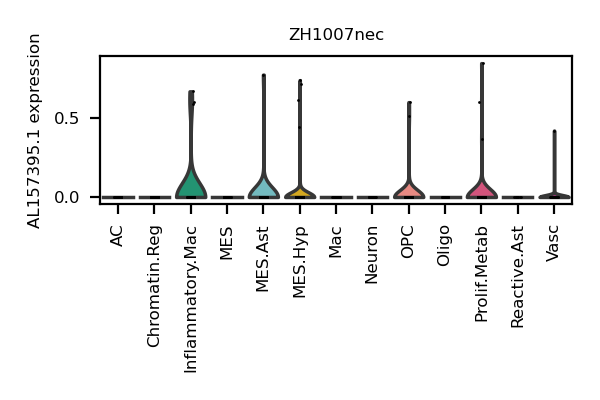 ZH1007nec
AL157395.1 expression
0.5
0.0
AC
Chromatin.Reg
Inflammatory.Mac
MES
MES.Ast
MES.Hyp
Mac
Neuron
OPC
Oligo
Prolif.Metab
Reactive.Ast
Vasc